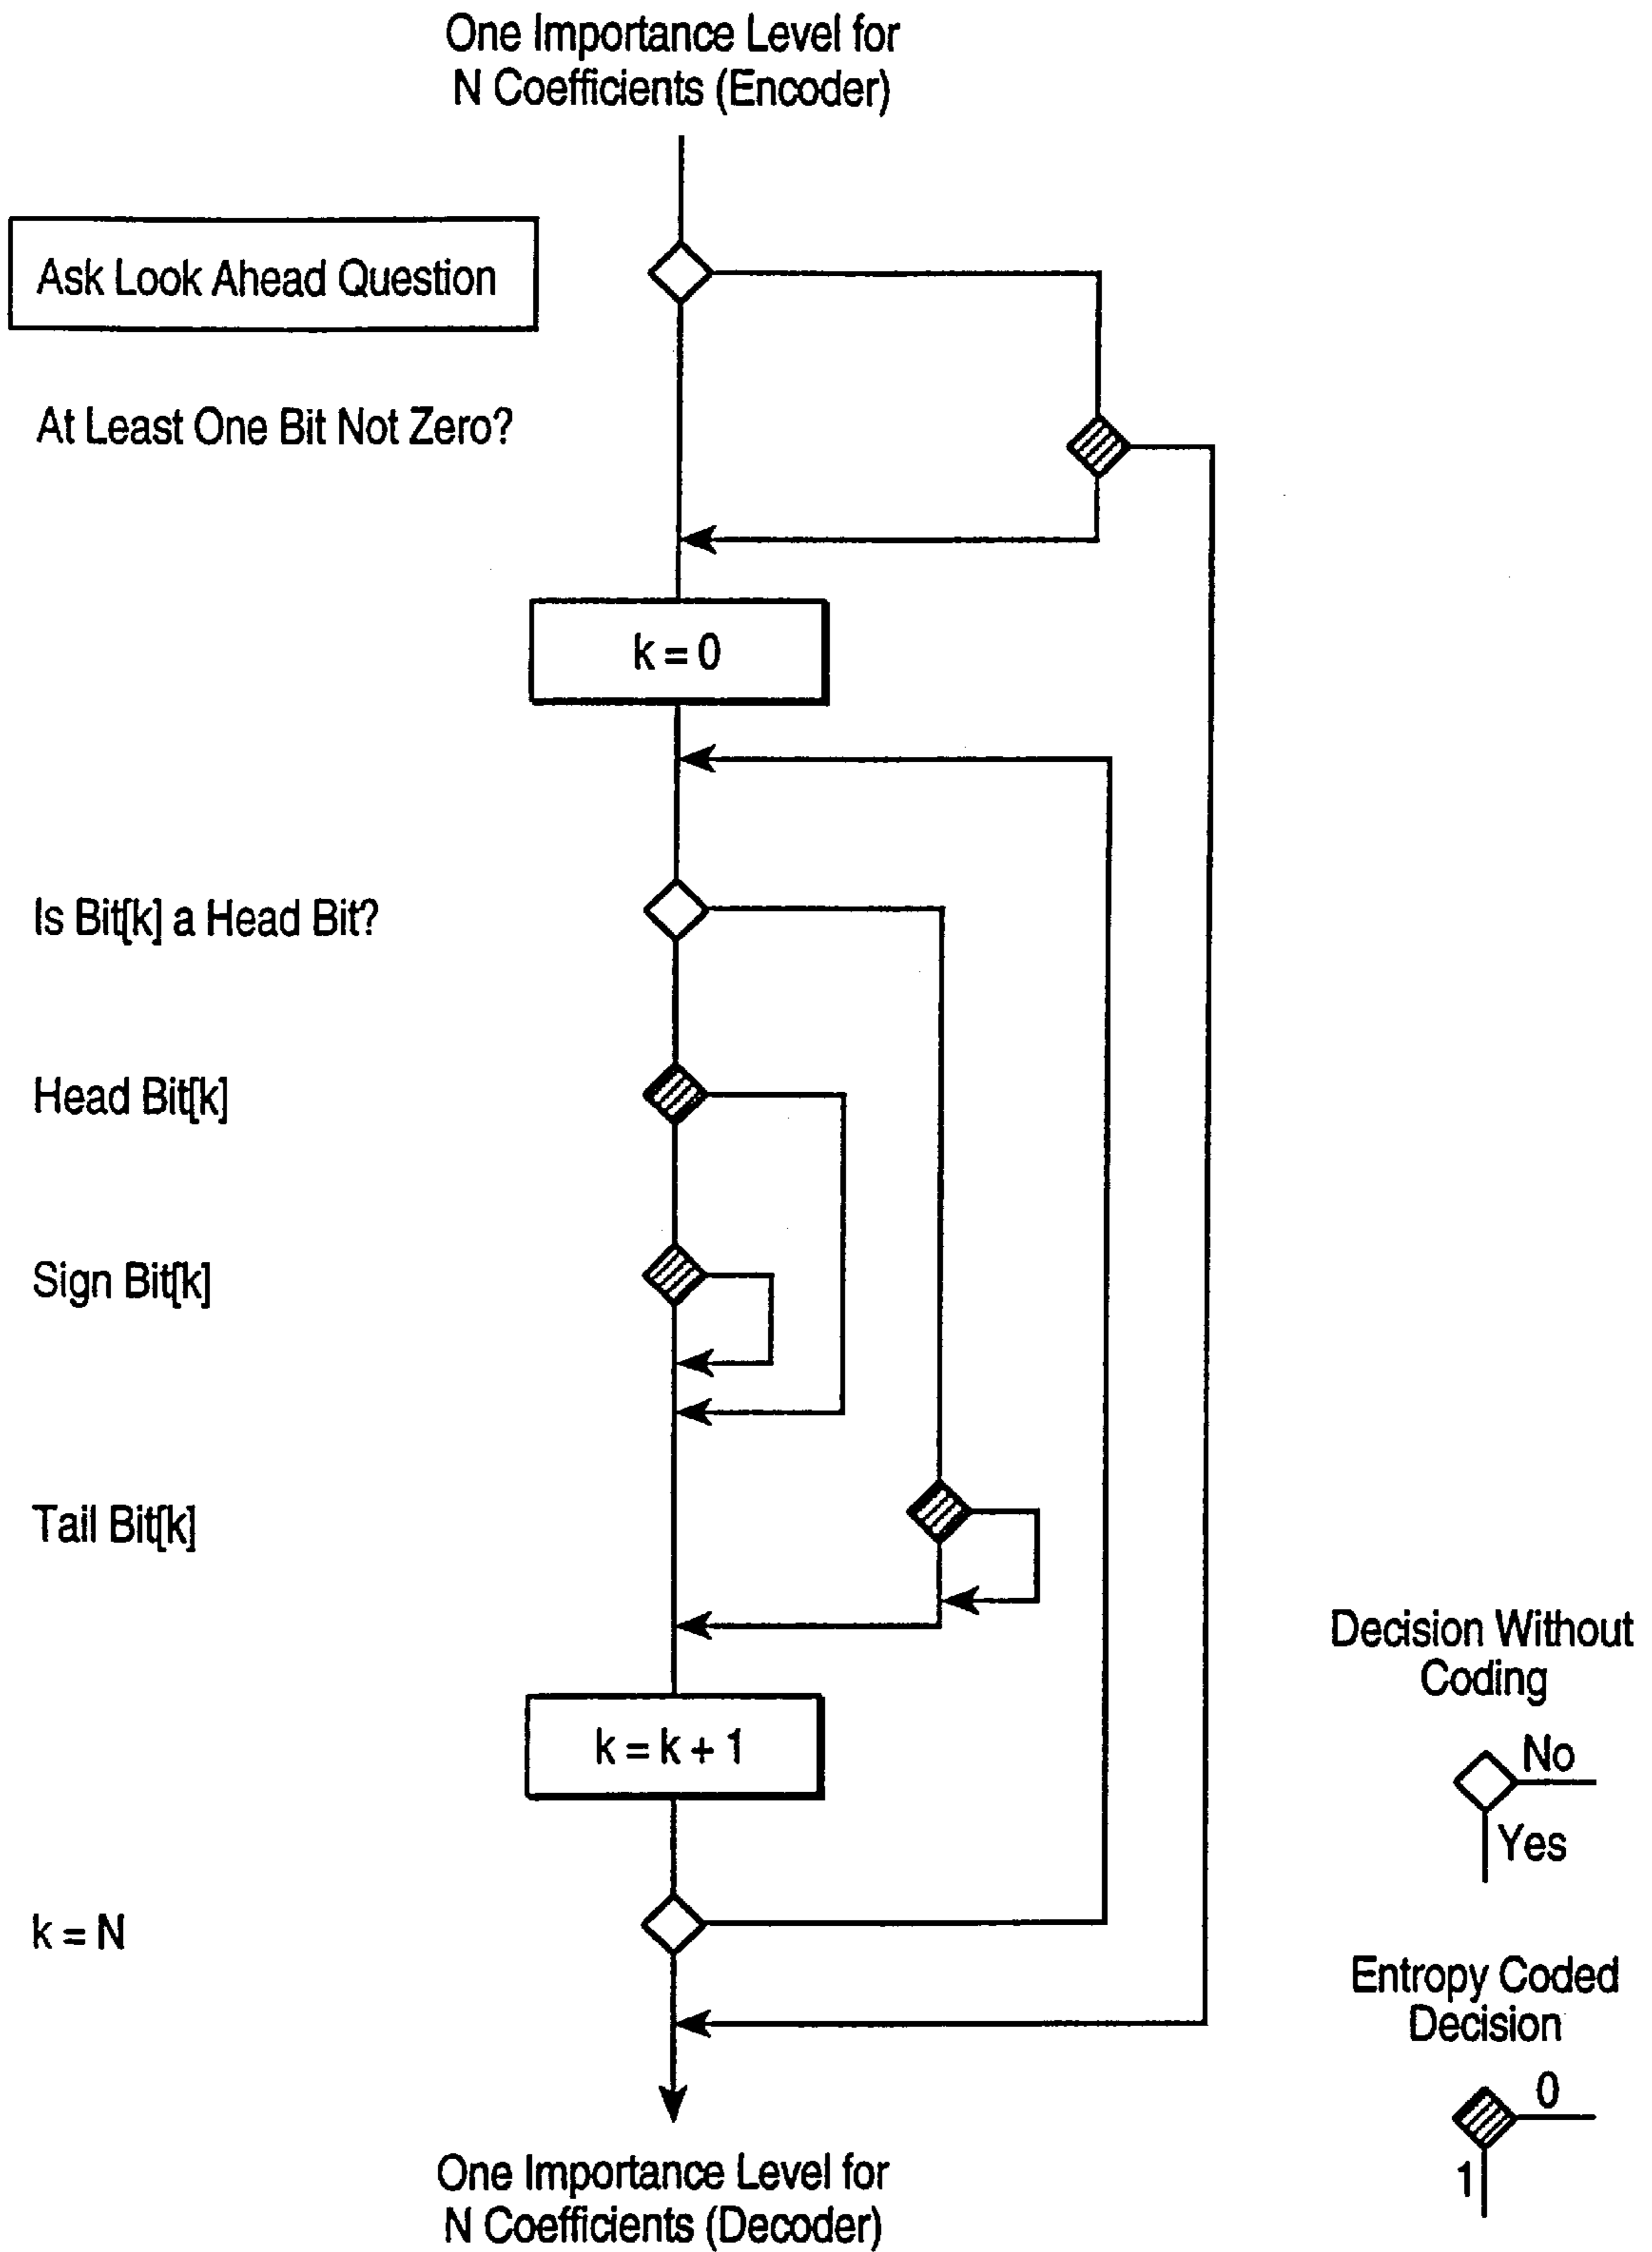 One Importance Level for
N Coefficients (Encoder)
Ask Look Ahead Question
At Least One Bit Not Zero?
k = 0
Is Bit[k] a Head Bit?
Head Bit[k]
Sign Bit[k]
Tail Bit[k]
k = k + 1
k = N
One Importance Level for
N Coefficients (Decoder)
Decision Without
Coding
No
Yes
Entropy Coded
Decision
0
1